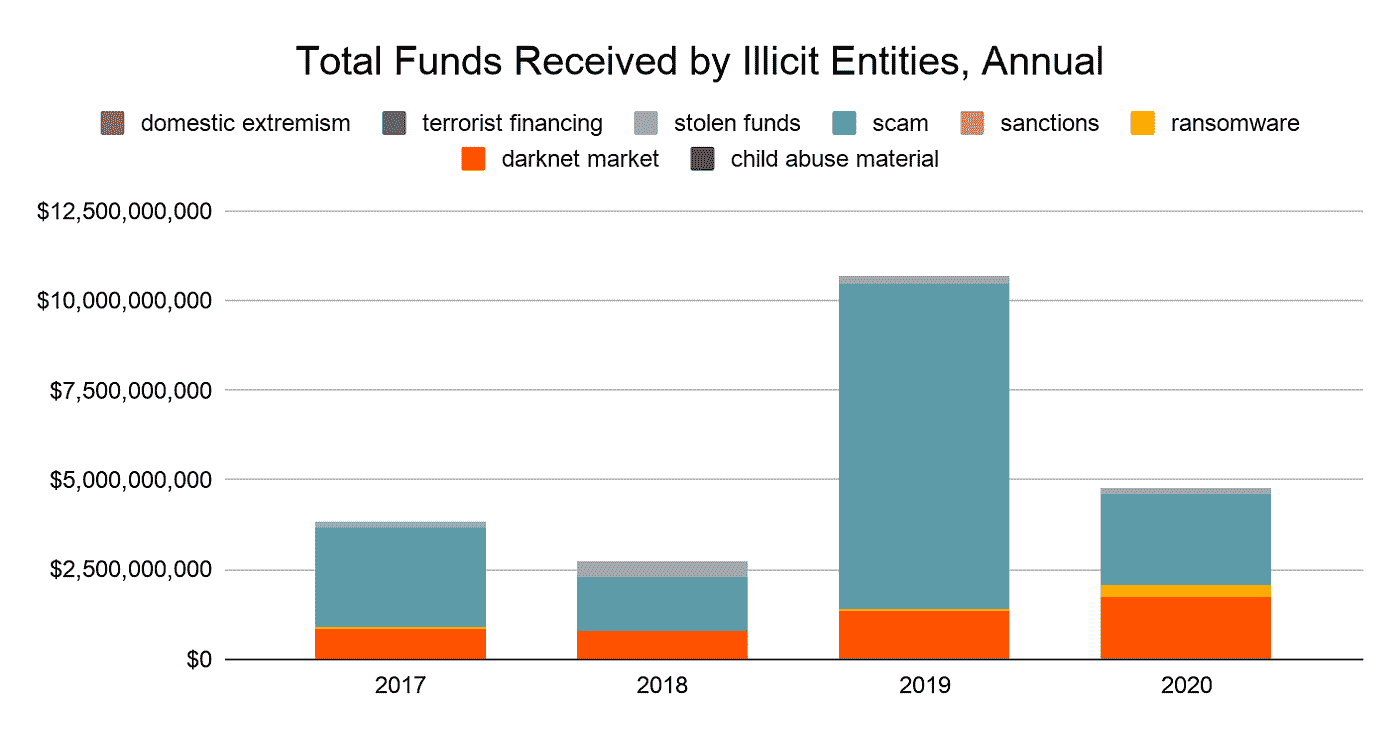 Total Funds Received by Illicit Entities, Annual
domestic extremism terrorist financing stolen funds scam sanctions ransomware
darknet market child abuse material
$12,500,000,000
$10,000,000,000
$7,500,000,000
$5,000,000,000
$2,500,000,000
$0
2017 2018 2019 2020